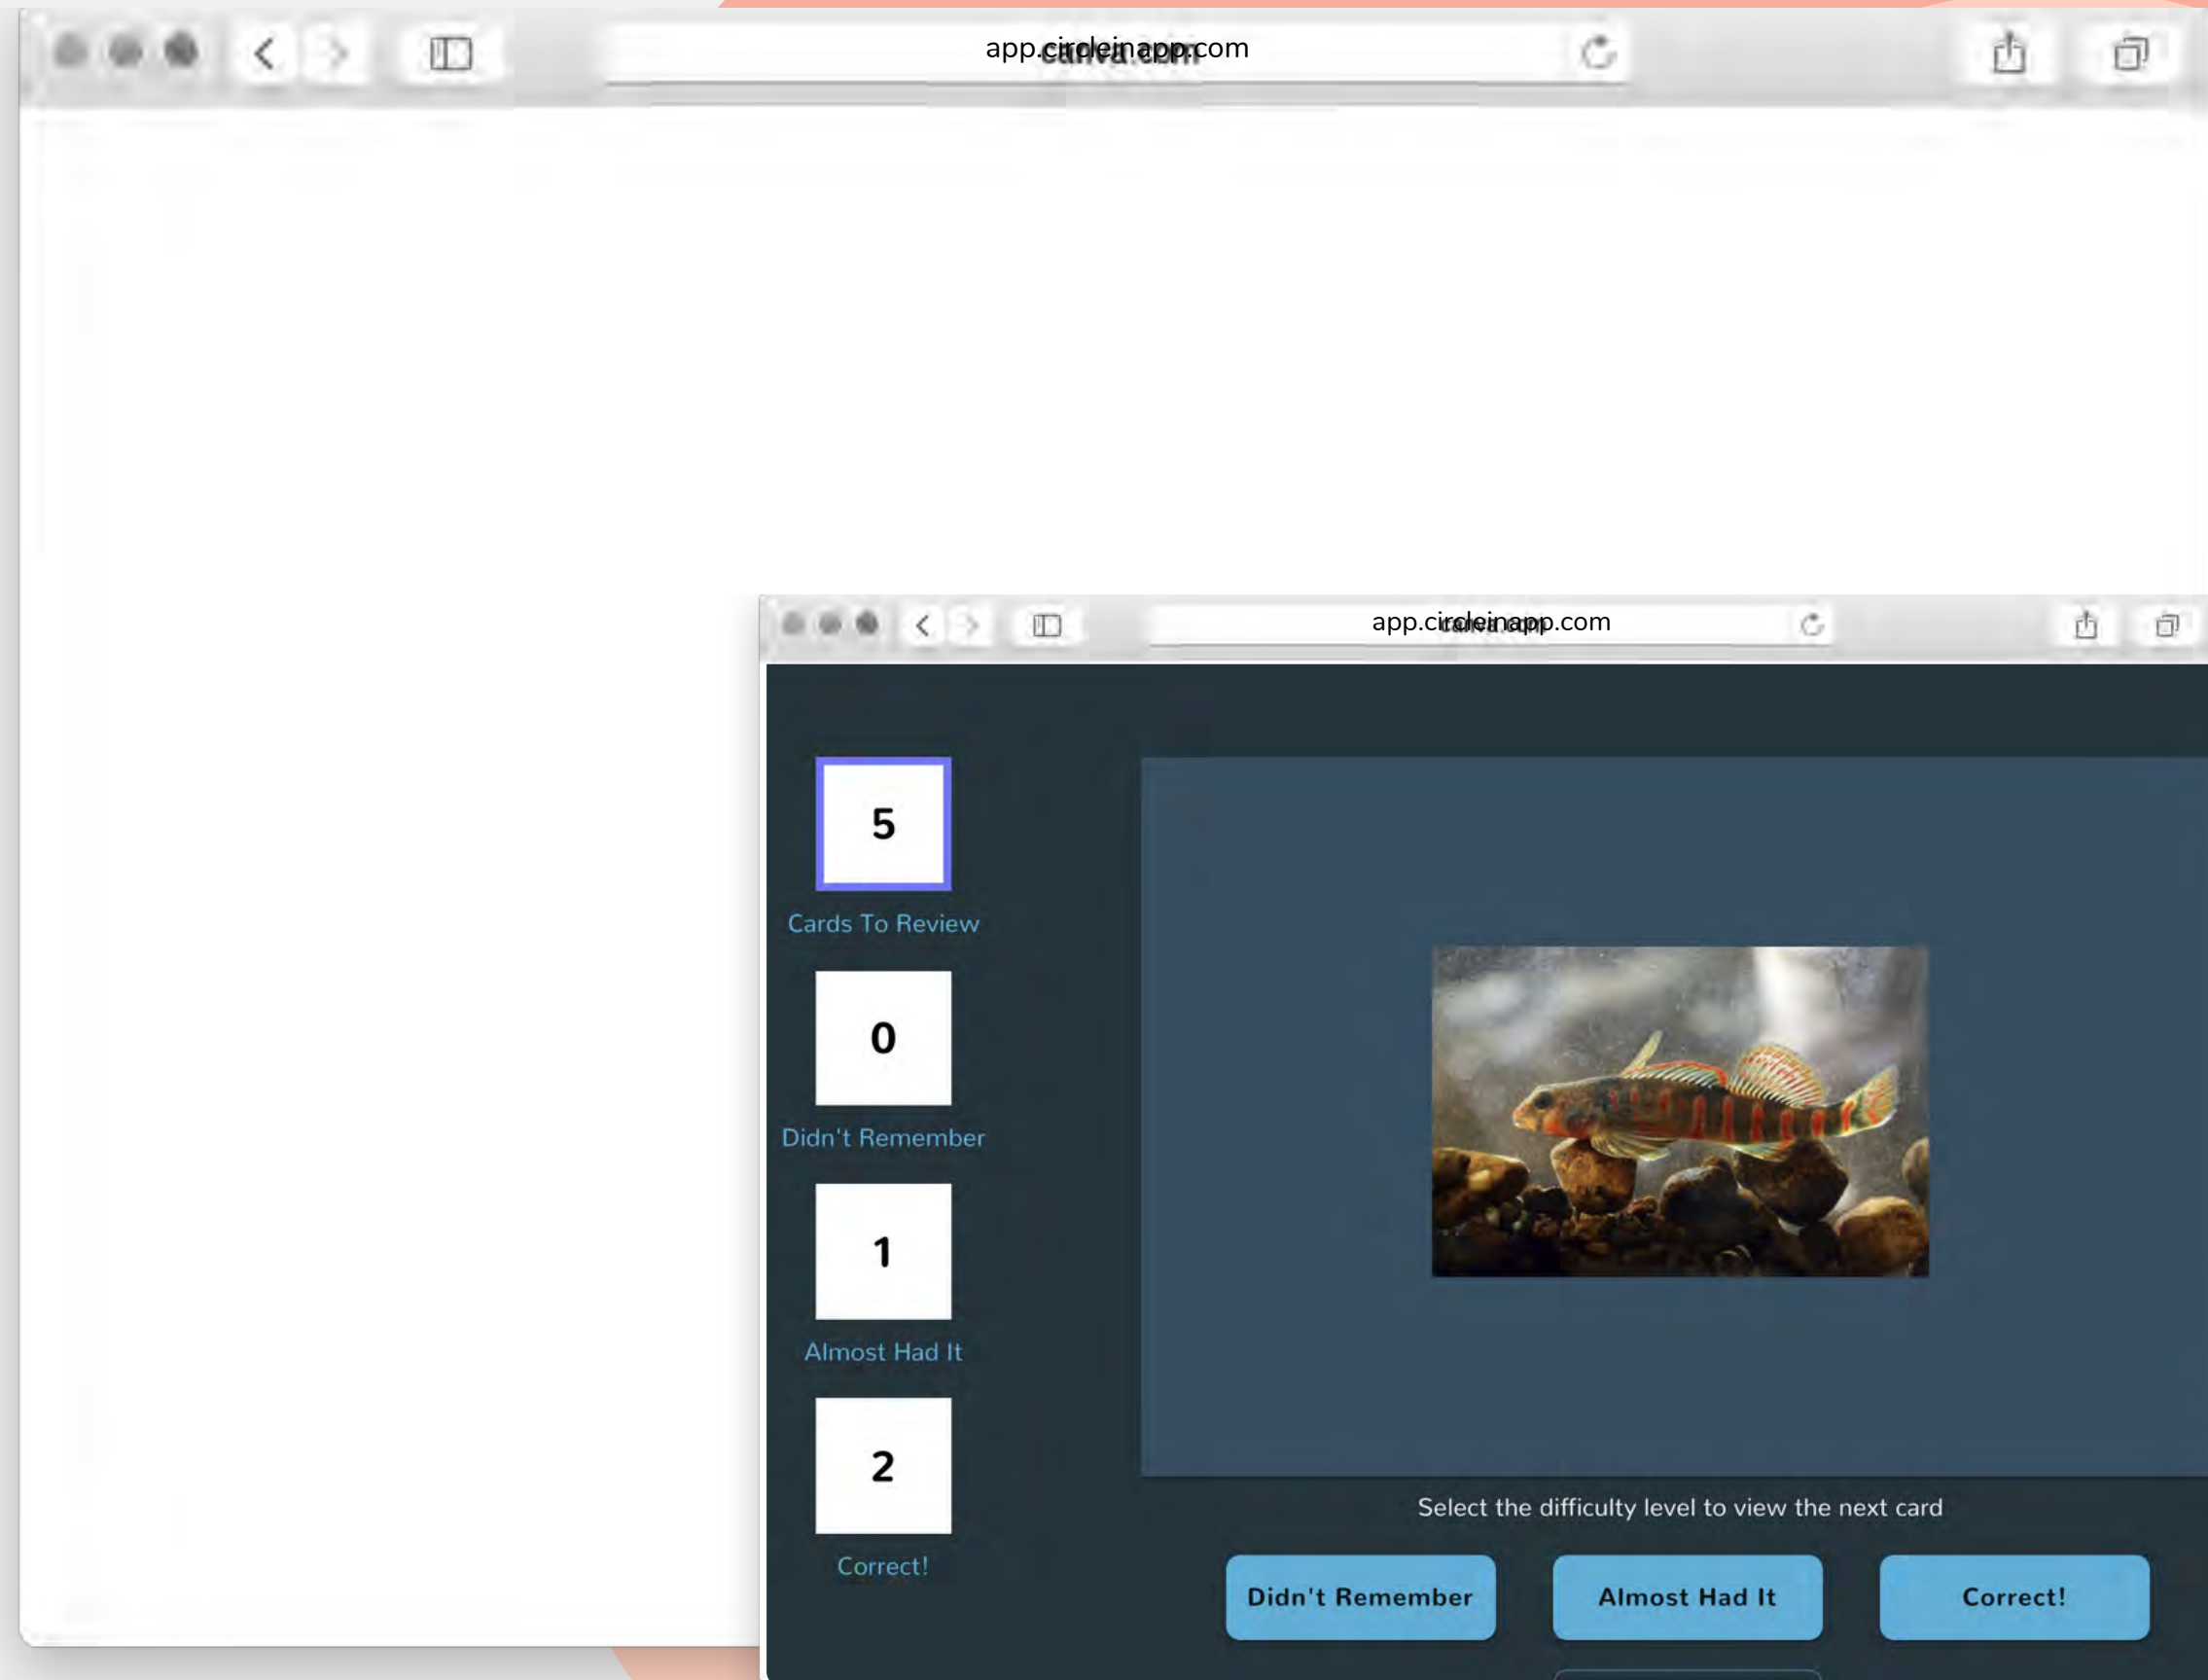 app.circleinapp.com
app.circleinapp.com
5
Cards To Review
0
Didn't Remember
1
Almost Had It
2
Correct!
Select the difficulty level to view the next card
Didn't Remember
Almost Had It
Correct!